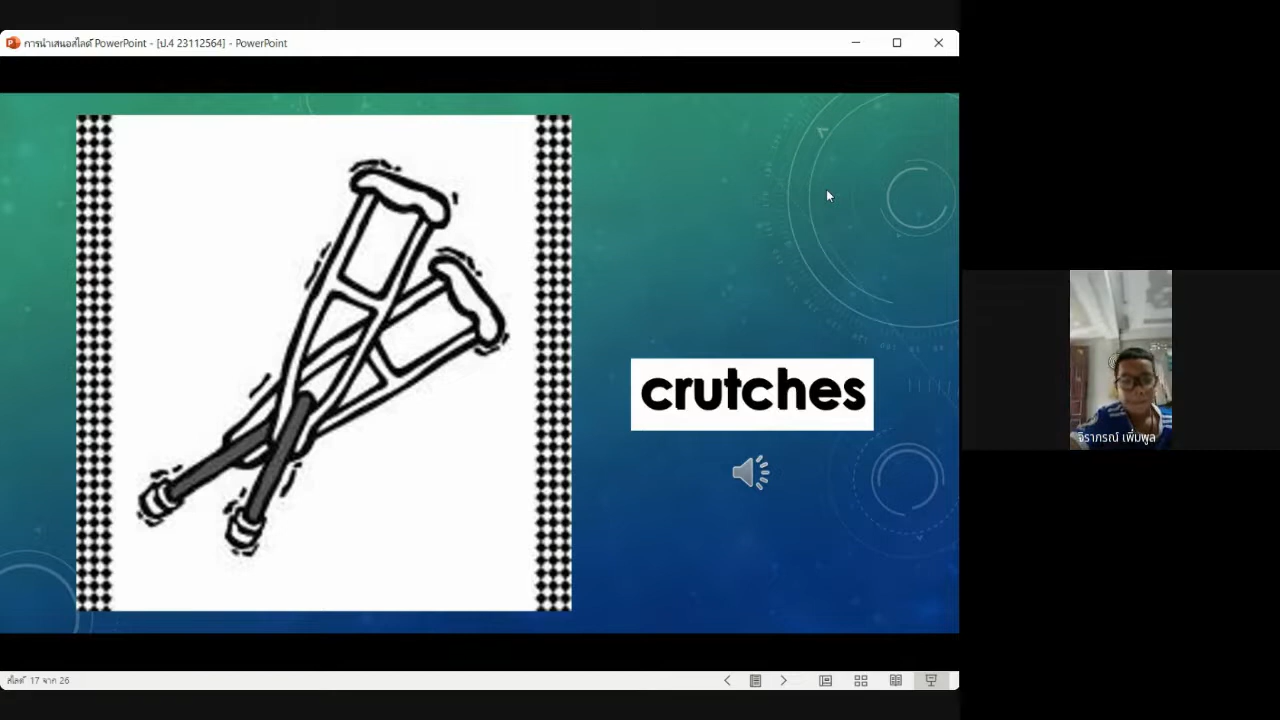 การนำเสนอสไลด์ PowerPoint - [ป.4 23112564] - PowerPoint
crutches
จิราภรณ์ เพิ่มพูล
สไลด์ 17 จาก 26